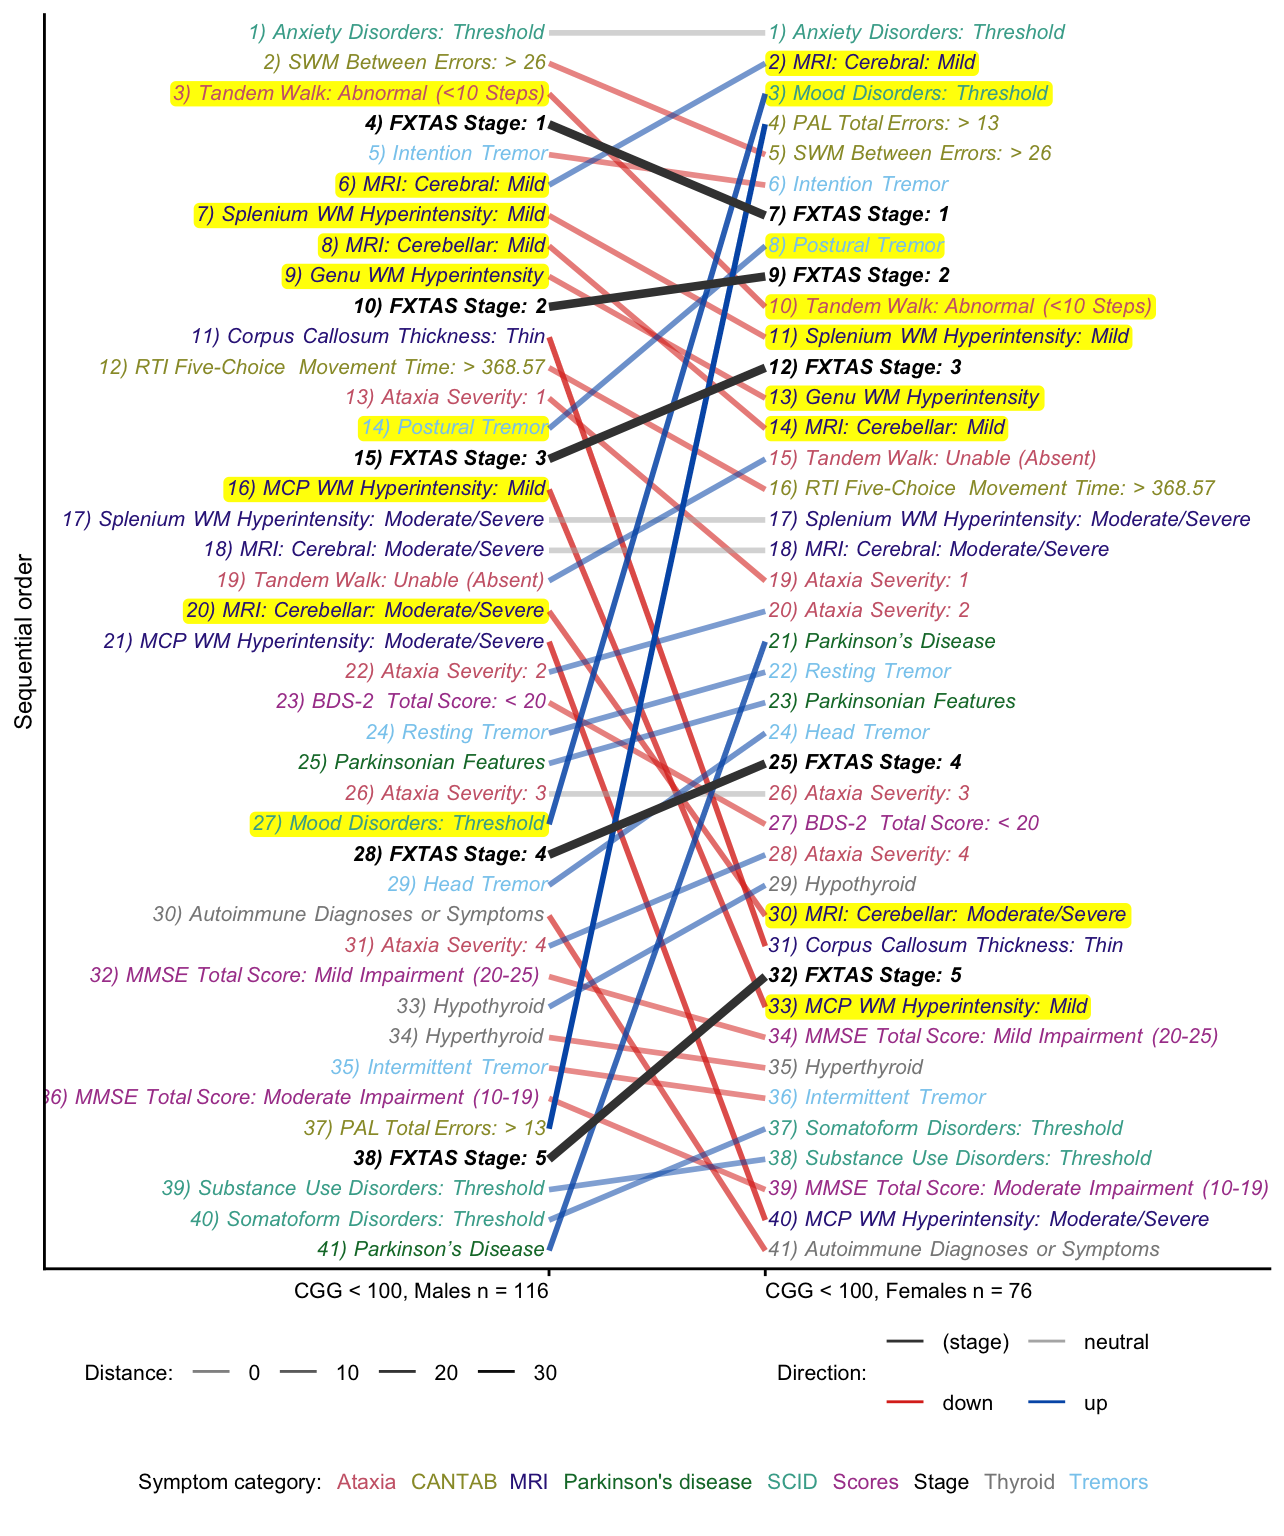 Sequential order
1) Anxiety Disorders: Threshold
2) SWM Between Errors: > 26
3) Tandem Walk: Abnormal (<10 Steps)
4) FXTAS Stage: 1
5) Intention Tremor
6) MRI: Cerebral: Mild
7) Splenium WM Hyperintensity: Mild
8) MRI: Cerebellar: Mild
9) Genu WM Hyperintensity
10) FXTAS Stage: 2
11) Corpus Callosum Thickness: Thin
12) RTI Five-Choice Movement Time: > 368.57
13) Ataxia Severity: 1
14) Postural Tremor
15) FXTAS Stage: 3
16) MCP WM Hyperintensity: Mild
17) Splenium WM Hyperintensity: Moderate/Severe
18) MRI: Cerebral: Moderate/Severe
19) Tandem Walk: Unable (Absent)
20) MRI: Cerebellar: Moderate/Severe
21) MCP WM Hyperintensity: Moderate/Severe
22) Ataxia Severity: 2
23) BDS-2 Total Score: < 20
24) Resting Tremor
25) Parkinsonian Features
26) Ataxia Severity: 3
27) Mood Disorders: Threshold
28) FXTAS Stage: 4
29) Head Tremor
30) Autoimmune Diagnoses or Symptoms
31) Ataxia Severity: 4
32) MMSE Total Score: Mild Impairment (20-25)
33) Hypothyroid
34) Hyperthyroid
35) Intermittent Tremor
36) MMSE Total Score: Moderate Impairment (10-19)
37) PAL Total Errors: > 13
38) FXTAS Stage: 5
39) Substance Use Disorders: Threshold
40) Somatoform Disorders: Threshold
41) Parkinson's Disease
1) Anxiety Disorders: Threshold
2) MRI: Cerebral: Mild
3) Mood Disorders: Threshold
4) PAL Total Errors: > 13
5) SWM Between Errors: > 26
6) Intention Tremor
7) FXTAS Stage: 1
8) Postural Tremor
9) FXTAS Stage: 2
10) Tandem Walk: Abnormal (<10 Steps)
11) Splenium WM Hyperintensity: Mild
12) FXTAS Stage: 3
13) Genu WM Hyperintensity
14) MRI: Cerebellar: Mild
15) Tandem Walk: Unable (Absent)
16) RTI Five-Choice Movement Time: > 368.57
17) Splenium WM Hyperintensity: Moderate/Severe
18) MRI: Cerebral: Moderate/Severe
19) Ataxia Severity: 1
20) Ataxia Severity: 2
21) Parkinson's Disease
22) Resting Tremor
23) Parkinsonian Features
24) Head Tremor
25) FXTAS Stage: 4
26) Ataxia Severity: 3
27) BDS-2 Total Score: < 20
28) Ataxia Severity: 4
29) Hypothyroid
30) MRI: Cerebellar: Moderate/Severe
31) Corpus Callosum Thickness: Thin
32) FXTAS Stage: 5
33) MCP WM Hyperintensity: Mild
34) MMSE Total Score: Mild Impairment (20-25)
35) Hyperthyroid
36) Intermittent Tremor
37) Somatoform Disorders: Threshold
38) Substance Use Disorders: Threshold
39) MMSE Total Score: Moderate Impairment (10-19)
40) MCP WM Hyperintensity: Moderate/Severe
41) Autoimmune Diagnoses or Symptoms
CGG < 100, Males n = 116
CGG < 100, Females n = 76
Distance: 0 10 20 30
Direction:
(stage) neutral
down up
Symptom category: Ataxia CANTAB MRI Parkinson's disease SCID Scores Stage Thyroid Tremors